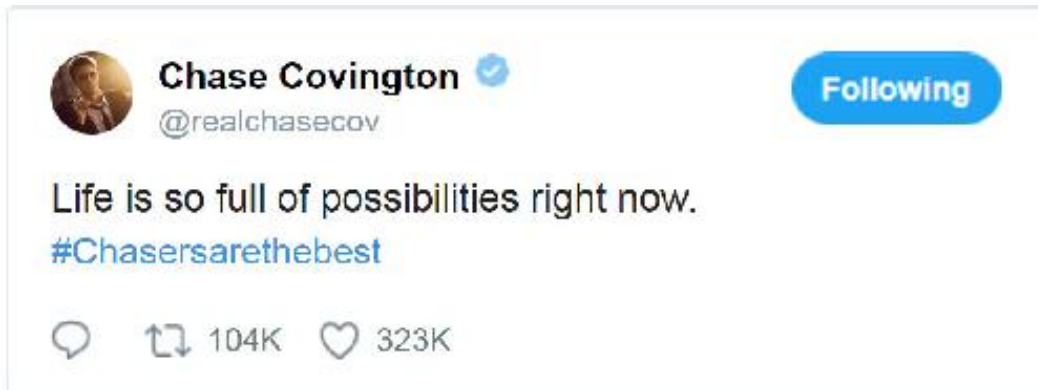 Chase Covington
Following
@realchasecov
Life is so full of possibilities right now.
#Chasersarethebest
104K 323K